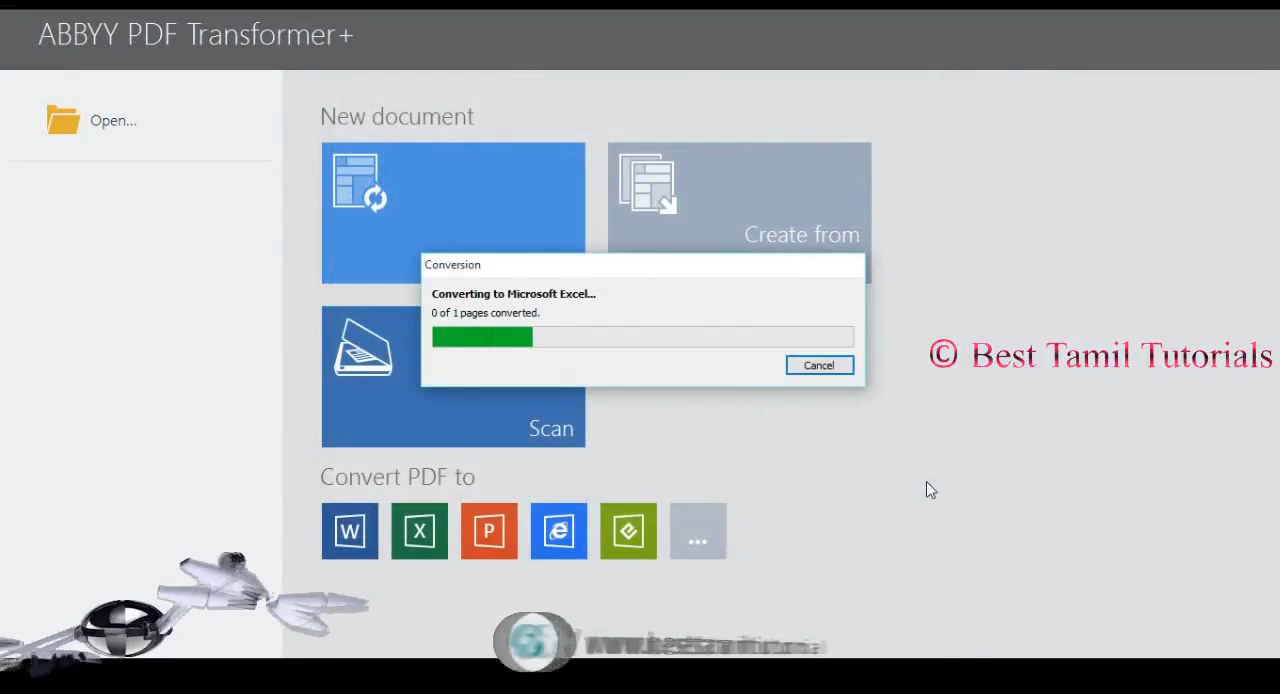 ABBYY PDF Transformer+
Open...
New document
Create from
Conversion
Converting to Microsoft Excel...
0 of 1 pages converted.
Cancel
© Best Tamil Tutorials
Scan
Convert PDF to
W X P e ...